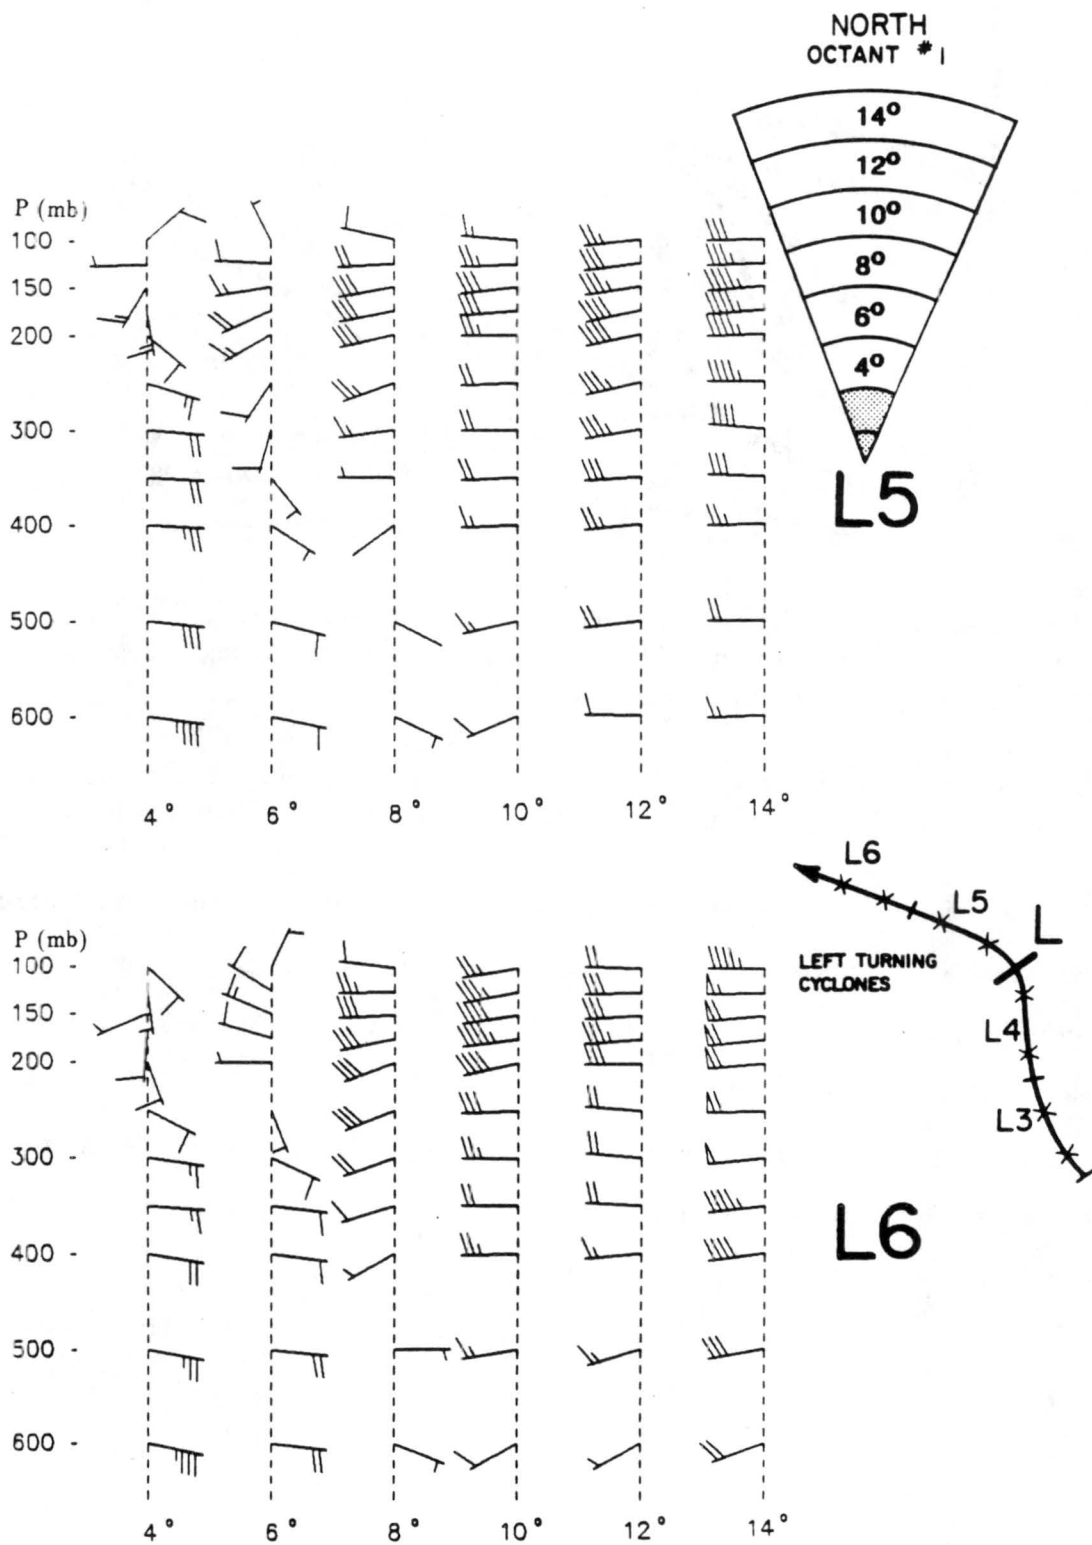 NORTH
OCTANT #1
14°
12°
10°
8°
6°
4°
L5
P (mb)
100 -
150 -
200 -
300 -
400 -
500 -
600 -
4° 6° 8° 10° 12° 14°
P (mb)
100 -
150 -
200 -
300 -
400 -
500 -
600 -
4° 6° 8° 10° 12° 14°
L6
L5
L
LEFT TURNING
CYCLONES
L4
L3
L6